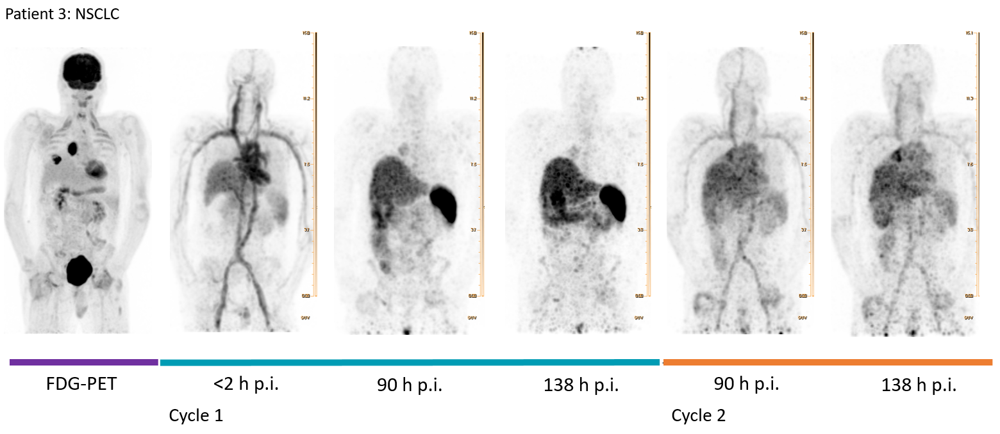 Patient 3: NSCLC
FDG-PET
<2 h p.i.
90 h p.i.
138 h p.i.
90 h p.i.
138 h p.i.
Cycle 1
Cycle 2